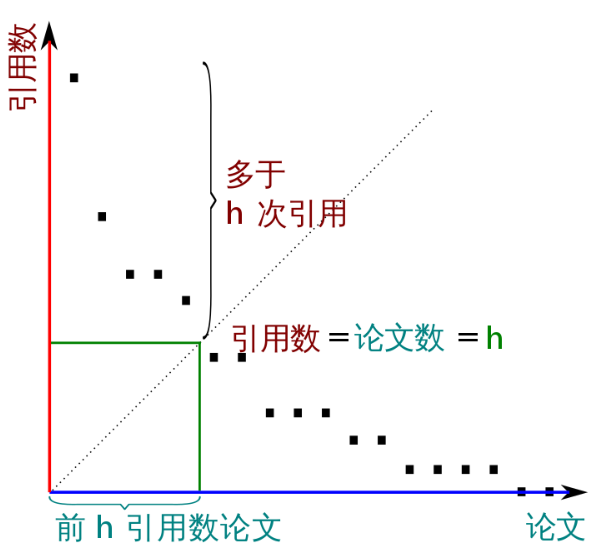 引用数
多于
h 次引用
引用数 = 论文数 = h
前 h 引用数论文
论文